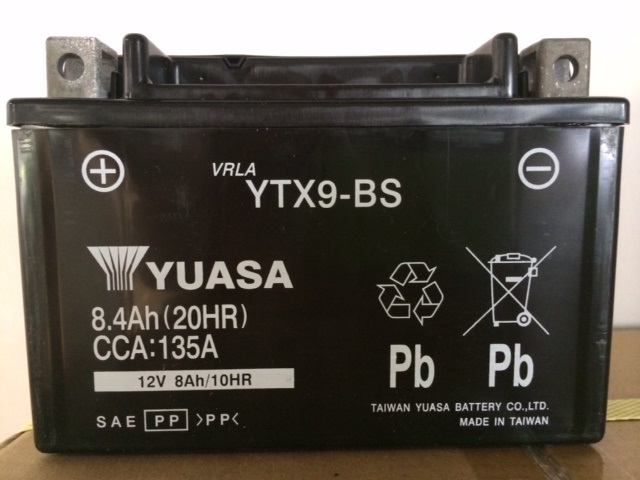 VRLA
YTX9-BS
YUASA
8.4Ah(20HR)
CCA:135A
12V 8Ah/10HR
SAE PP >PP<
Pb Pb
TAIWAN YUASA BATTERY CO.,LTD.
MADE IN TAIWAN